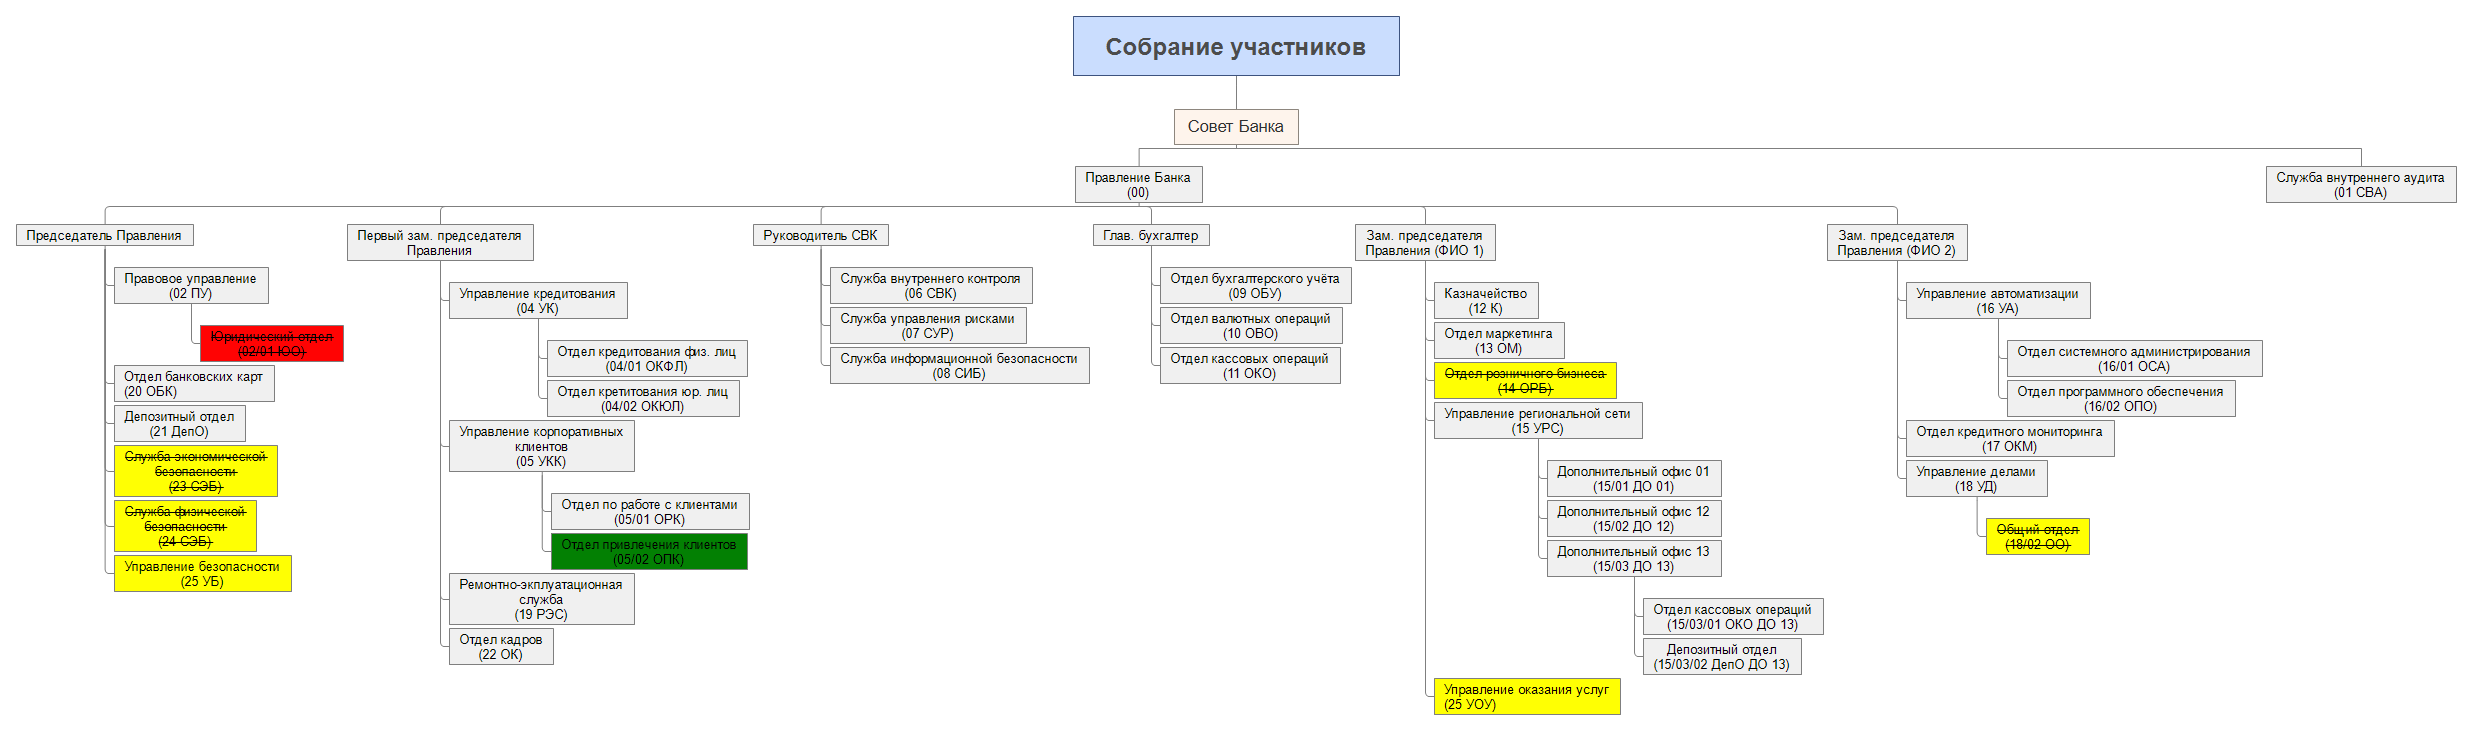 Собрание участников
Совет Банка
Правление Банка
(00)
Служба внутреннего аудита
(01 СВА)
Председатель Правления
Правовое управление
(02 ПУ)
Юридический отдел
(02/01 ЮО)
Отдел банковских карт
(20 ОБК)
Депозитный отдел
(21 ДепО)
Служба экономической
безопасности
(23 СЭБ)
Служба физической
безопасности
(24 СЭБ)
Управление безопасности
(25 УБ)
Первый зам. председателя
Правления
Управление кредитования
(04 УК)
Отдел кредитования физ. лиц
(04/01 ОКФЛ)
Отдел кретитования юр. лиц
(04/02 ОКЮЛ)
Управление корпоративных
клиентов
(05 УКК)
Отдел по работе с клиентами
(05/01 ОРК)
Отдел привлечения клиентов
(05/02 ОПК)
Ремонтно-экплуатационная
служба
(19 РЭС)
Отдел кадров
(22 ОК)
Руководитель СВК
Служба внутреннего контроля
(06 СВК)
Служба управления рисками
(07 СУР)
Служба информационной безопасности
(08 СИБ)
Глав. бухгалтер
Отдел бухгалтерского учёта
(09 ОБУ)
Отдел валютных операций
(10 ОВО)
Отдел кассовых операций
(11 ОКО)
Зам. председателя
Правления (ФИО 1)
Казначейство
(12 К)
Отдел маркетинга
(13 ОМ)
Отдел розничного бизнеса
(14 ОРБ)
Управление региональной сети
(15 УРС)
Дополнительный офис 01
(15/01 ДО 01)
Дополнительный офис 12
(15/02 ДО 12)
Дополнительный офис 13
(15/03 ДО 13)
Отдел кассовых операций
(15/03/01 ОКО ДО 13)
Депозитный отдел
(15/03/02 ДепО ДО 13)
Управление оказания услуг
(25 УОУ)
Зам. председателя
Правления (ФИО 2)
Управление автоматизации
(16 УА)
Отдел системного администрирования
(16/01 ОСА)
Отдел программного обеспечения
(16/02 ОПО)
Отдел кредитного мониторинга
(17 ОКМ)
Управление делами
(18 УД)
Общий отдел
(18/02 ОО)